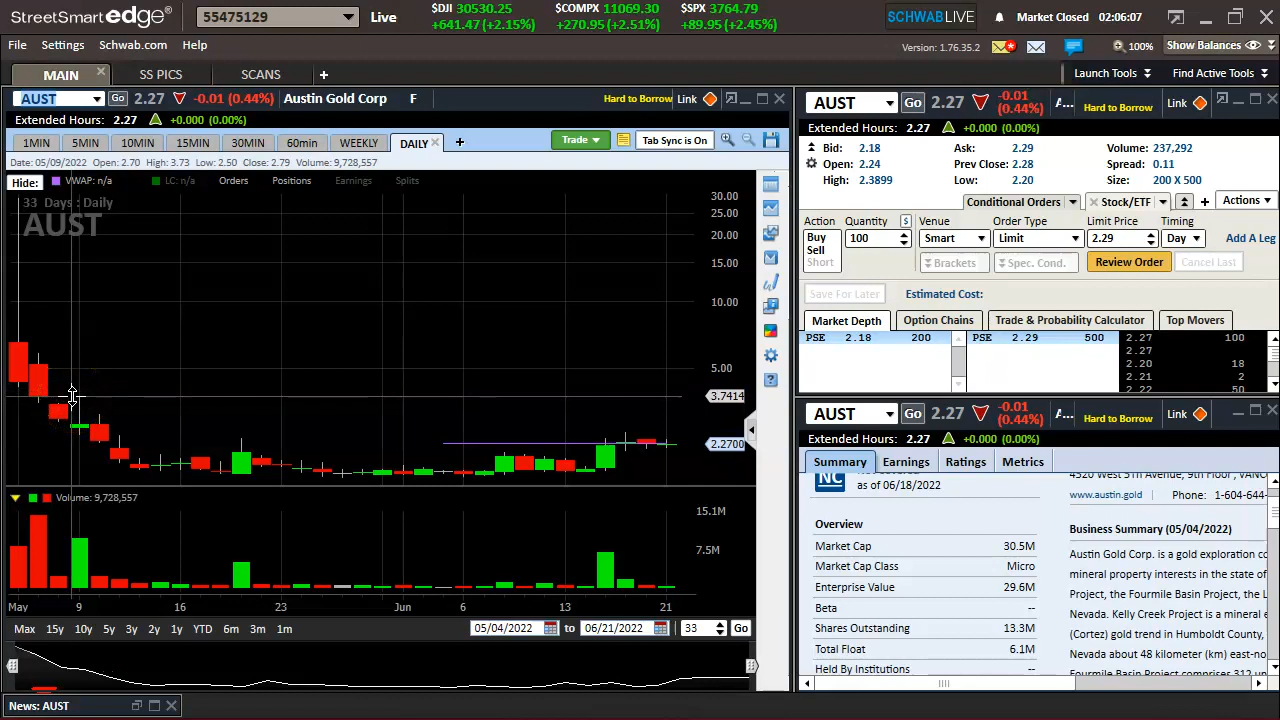 StreetSmart edge® 55475129 Live
$DJI 30530.25 +641.47 (+2.15%)
$COMPX 11069.30 +270.95 (+2.51%)
$SPX 3764.79 +89.95 (+2.45%)
SCHWABLIVE Market Closed 02:06:07
File Settings Schwab.com Help
Version: 1.76.35.2 100% Show Balances
MAIN SS PICS SCANS +
Launch Tools Find Active Tools
AUST Go 2.27 -0.01 (0.44%) Austin Gold Corp F Hard to Borrow Link
Extended Hours: 2.27 +0.000 (0.00%)
1MIN 5MIN 10MIN 15MIN 30MIN 60min WEEKLY DAILY + Trade Tab Sync is On
Date: 05/09/2022 Open: 2.70 High: 3.73 Low: 2.50 Close: 2.79 Volume: 9,728,557
Hide: VWAP: n/a LC: n/a Orders Positions Earnings Splits
33 Days : Daily
AUST
30.00
25.00
20.00
15.00
10.00
5.00
3.7414
2.2700
Volume: 9,728,557
15.1M
7.5M
May 9 16 23 Jun 6 13 21
Max 15y 10y 5y 3y 2y 1y YTD 6m 3m 1m 05/04/2022 to 06/21/2022 33 Go
News: AUST
AUST Go 2.27 -0.01 (0.44%) A... Hard to Borrow Link
Extended Hours: 2.27 +0.000 (0.00%)
Bid: 2.18 Ask: 2.29 Volume: 237,292
Open: 2.24 Prev Close: 2.28 Spread: 0.11
High: 2.3899 Low: 2.20 Size: 200 X 500
Conditional Orders Stock/ETF + Actions
Action Quantity $ Venue Order Type Limit Price Timing
Buy
Sell
Short
100 Smart Limit 2.29 Day Add A Leg
Brackets Spec. Cond. Review Order Cancel Last
Save For Later Estimated Cost:
Market Depth Option Chains Trade & Probability Calculator Top Movers
PSE 2.18 200 PSE 2.29 500 2.27 100
2.27
2.20 18
2.21 2
AUST Go 2.27 -0.01 (0.44%) A... Hard to Borrow Link
Extended Hours: 2.27 +0.000 (0.00%)
Summary Earnings Ratings Metrics
NC
as of 06/18/2022
Overview
Market Cap 30.5M
Market Cap Class Micro
Enterprise Value 29.6M
Beta --
Shares Outstanding 13.3M
Total Float 6.1M
Held By Institutions --
4520 West 5th Avenue, 9th Floor, VANC
www.austin.gold Phone: 1-604-644-
Business Summary (05/04/2022)
Austin Gold Corp. is a gold exploration co
mineral property interests in the state of
Project, the Fourmile Basin Project, the L
Nevada. Kelly Creek Project is a mineral e
(Cortez) gold trend in Humboldt County,
Nevada about 48 kilometer (km) east-no
Fourmile Basin Project comprises 312 un